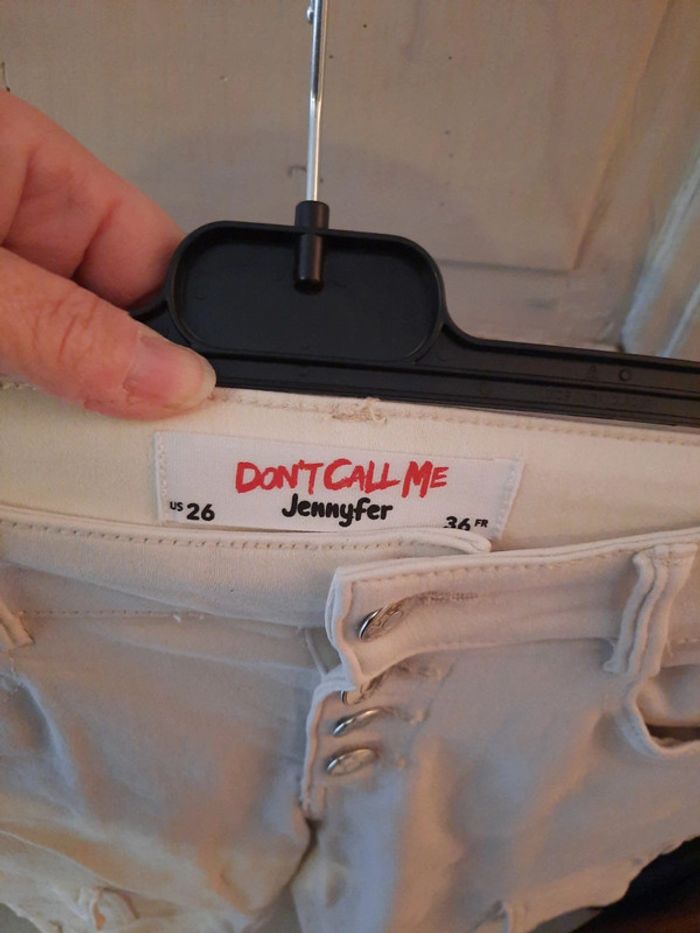 DON'T CALL ME
Jennyfer
US 26
36 FR